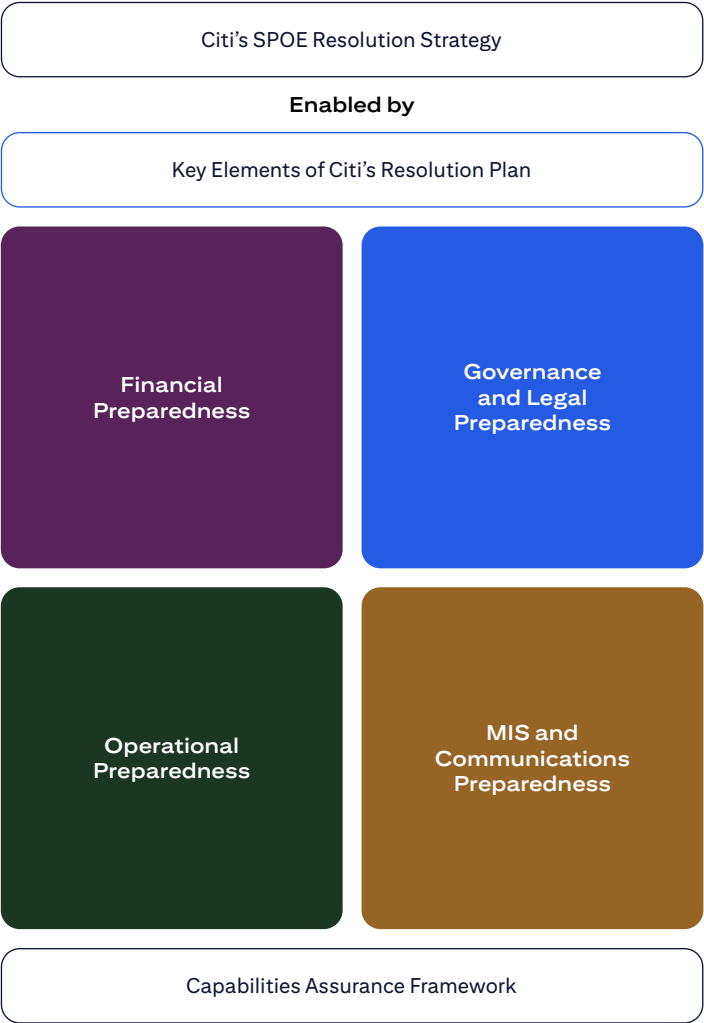 Citi’s SPOE Resolution Strategy
Enabled by
Key Elements of Citi’s Resolution Plan
Financial
Preparedness
Governance
and Legal
Preparedness
Operational
Preparedness
MIS and
Communications
Preparedness
Capabilities Assurance Framework